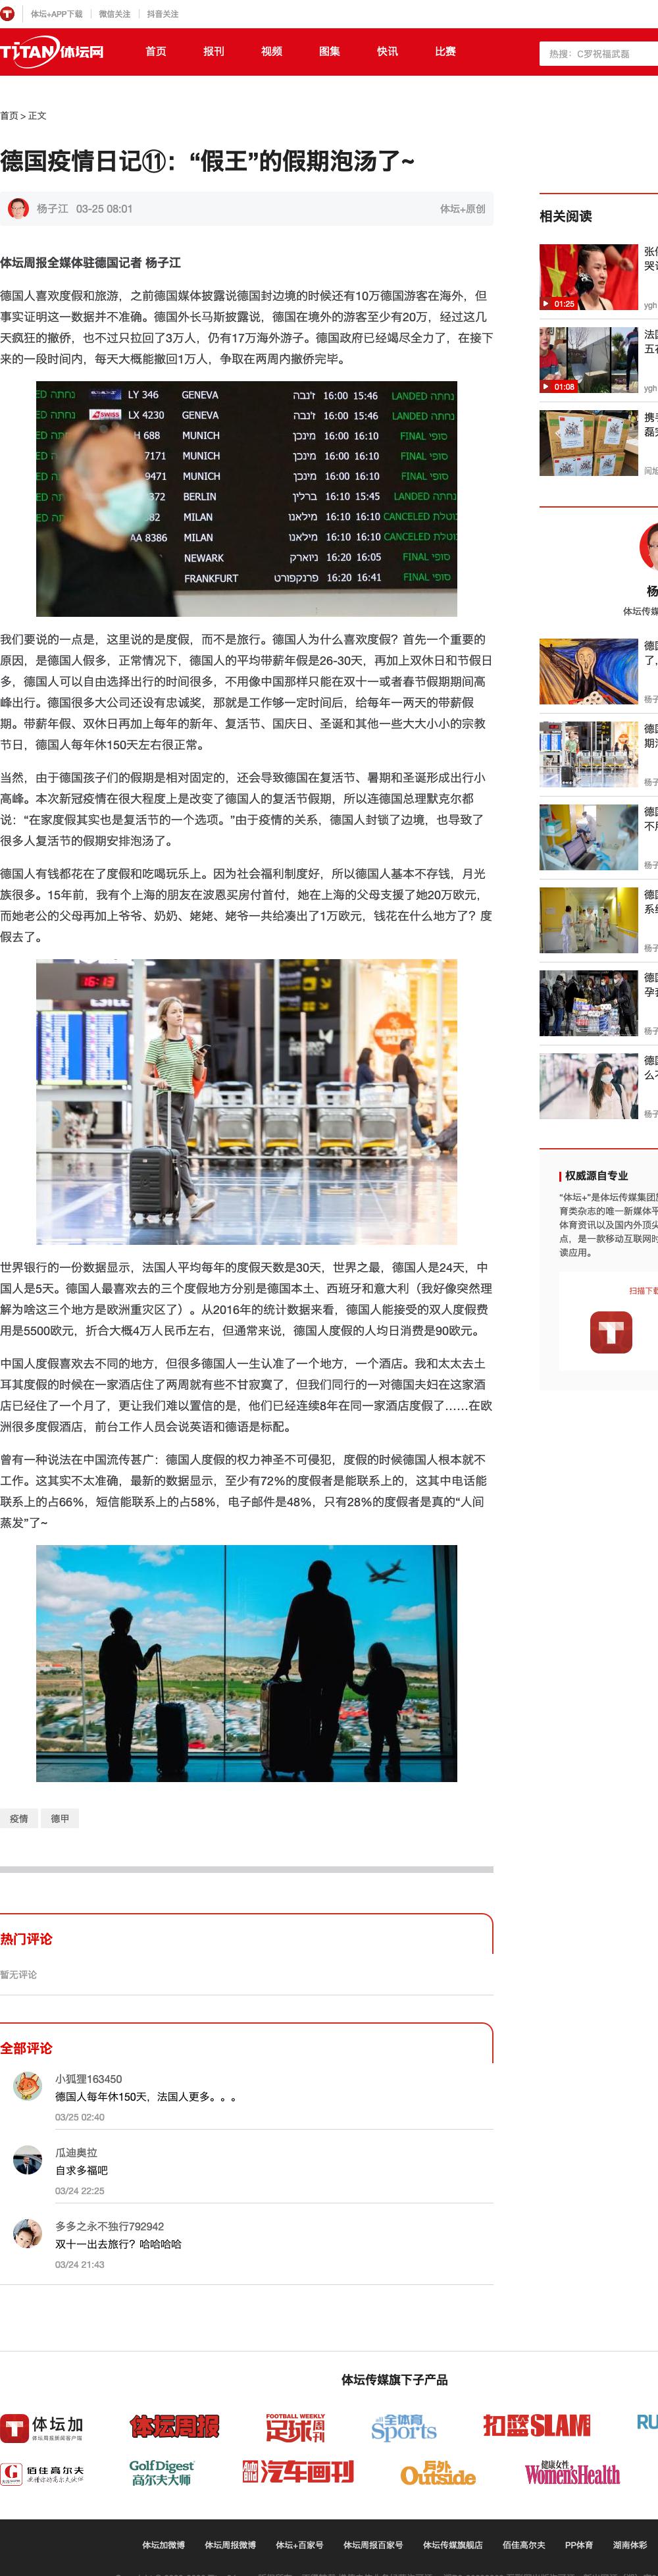 体坛+APP下载 微信关注 抖音关注
TiTAN体坛网 首页 报刊 视频 图集 快讯 比赛 热搜：C罗祝福武磊
首页 > 正文
德国疫情日记⑪：“假王”的假期泡汤了~
杨子江 03-25 08:01 体坛+原创
体坛周报全媒体驻德国记者 杨子江
德国人喜欢度假和旅游，之前德国媒体披露说德国封边境的时候还有10万德国游客在海外，但
事实证明这一数据并不准确。德国外长马斯披露说，德国在境外的游客至少有20万，经过这几
天疯狂的撤侨，也不过只拉回了3万人，仍有17万海外游子。德国政府已经竭尽全力了，在接下
来的一段时间内，每天大概能撤回1万人，争取在两周内撤侨完毕。
LY 346 GENEVA ז'נבה 16:00 15:46 נחתה LANDED
SWISS LX 4230 GENEVA ז'נבה 16:00 16:10 נחתה LANDED
688 MUNICH מינכן 16:00 16:10 סופי FINAL
7171 MUNICH מינכן 16:00 16:10 סופי FINAL
9372 MUNICH מינכן 16:00 16:10 סופי FINAL
BERLIN ברלין 16:10 15:45 נחתה LANDED
382 MILAN מילאנו 16:10 16:10 בוטלת CANCELED
AA 8386 MILAN מילאנו 16:10 16:10 בוטלת CANCELED
NEWARK ניוארק 16:20 16:05 סופי FINAL
FRANKFURT פרנקפורט 16:20 16:41 סופי FINAL
我们要说的一点是，这里说的是度假，而不是旅行。德国人为什么喜欢度假？首先一个重要的
原因，是德国人假多，正常情况下，德国人的平均带薪年假是26-30天，再加上双休日和节假日
多，德国人可以自由选择出行的时间很多，不用像中国那样只能在双十一或者春节假期期间高
峰出行。德国很多大公司还设有忠诚奖，那就是工作够一定时间后，给每年一两天的带薪假
期。带薪年假、双休日再加上每年的新年、复活节、国庆日、圣诞和其他一些大大小小的宗教
节日，德国人每年休150天左右很正常。
当然，由于德国孩子们的假期是相对固定的，还会导致德国在复活节、暑期和圣诞形成出行小
高峰。本次新冠疫情在很大程度上是改变了德国人的复活节假期，所以连德国总理默克尔都
说：“在家度假其实也是复活节的一个选项。”由于疫情的关系，德国人封锁了边境，也导致了
很多人复活节的假期安排泡汤了。
德国人有钱都花在了度假和吃喝玩乐上。因为社会福利制度好，所以德国人基本不存钱，月光
族很多。15年前，我有个上海的朋友在波恩买房付首付，她在上海的父母支援了她20万欧元，
而她老公的父母再加上爷爷、奶奶、姥姥、姥爷一共给凑出了1万欧元，钱花在什么地方了？度
假去了。
16:13
世界银行的一份数据显示，法国人平均每年的度假天数是30天，世界之最，德国人是24天，中
国人是5天。德国人最喜欢去的三个度假地方分别是德国本土、西班牙和意大利（我好像突然理
解为啥这三个地方是欧洲重灾区了）。从2016年的统计数据来看，德国人能接受的双人度假费
用是5500欧元，折合大概4万人民币左右，但通常来说，德国人度假的人均日消费是90欧元。
中国人度假喜欢去不同的地方，但很多德国人一生认准了一个地方，一个酒店。我和太太去土
耳其度假的时候在一家酒店住了两周就有些不甘寂寞了，但我们同行的一对德国夫妇在这家酒
店已经住了一个月了，更让我们难以置信的是，他们已经连续8年在同一家酒店度假了……在欧
洲很多度假酒店，前台工作人员会说英语和德语是标配。
曾有一种说法在中国流传甚广：德国人度假的权力神圣不可侵犯，度假的时候德国人根本就不
工作。这其实不太准确，最新的数据显示，至少有72%的度假者是能联系上的，这其中电话能
联系上的占66%，短信能联系上的占58%，电子邮件是48%，只有28%的度假者是真的“人间
蒸发”了~
疫情 德甲
热门评论
暂无评论
全部评论
小狐狸163450
德国人每年休150天，法国人更多。。。
03/25 02:40
瓜迪奥拉
自求多福吧
03/24 22:25
多多之永不独行792942
双十一出去旅行？哈哈哈哈
03/24 21:43
相关阅读
01:25
ygh
01:08
法国
ygh
携手
体坛传媒
德国
了，
德国
期泡
德国
不用
德国
系统
德国
德国
么不
权威源自专业
“体坛+”是体坛传媒集团
育类杂志的唯一新媒体平
体育资讯以及国内外顶尖
点，是一款移动互联网时
读应用。
扫描下载
体坛传媒旗下子产品
体坛加 体坛周报 FOOTBALL WEEKLY 足球周刊 全体育 Sports 扣篮SLAM RU
佰佳高尔夫 Golf Digest 高尔夫大师 汽车画刊 户外 Outside 健康女性 Women'sHealth
体坛加微博 体坛周报微博 体坛+百家号 体坛周报百家号 体坛传媒旗舰店 佰佳高尔夫 PP体育 湖南体彩